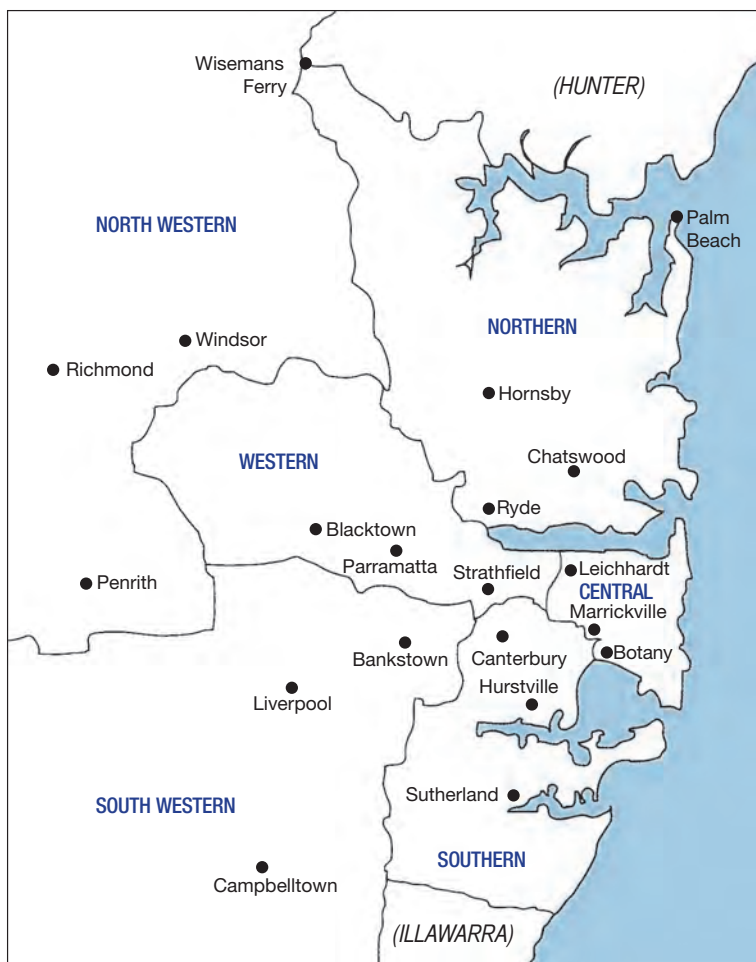 Wisemans
Ferry
(HUNTER)
NORTH WESTERN
Palm
Beach
NORTHERN
Windsor
Richmond
Hornsby
WESTERN
Chatswood
Ryde
Blacktown
Parramatta
Strathfield
Leichhardt
CENTRAL
Penrith
Marrickville
Bankstown
Canterbury
Botany
Hurstville
Liverpool
Sutherland
SOUTH WESTERN
SOUTHERN
Campbelltown
(ILLAWARRA)